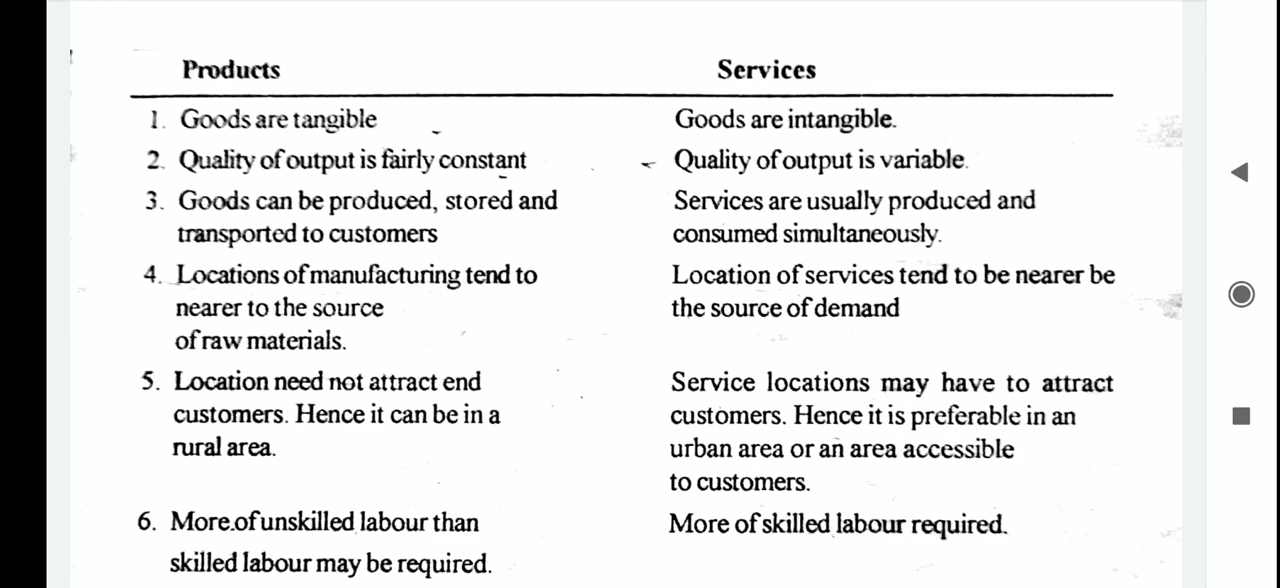 Products Services
1. Goods are tangible Goods are intangible.
2. Quality of output is fairly constant Quality of output is variable.
3. Goods can be produced, stored and Services are usually produced and
transported to customers consumed simultaneously.
4. Locations of manufacturing tend to Location of services tend to be nearer be
nearer to the source the source of demand
of raw materials.
5. Location need not attract end Service locations may have to attract
customers. Hence it can be in a customers. Hence it is preferable in an
rural area. urban area or an area accessible
to customers.
6. More of unskilled labour than More of skilled labour required.
skilled labour may be required.